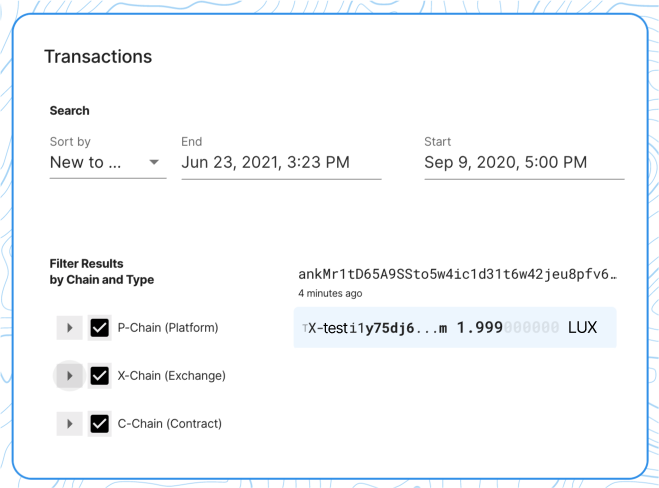 Transactions
Search
Sort by
New to ...
End
Jun 23, 2021, 3:23 PM
Start
Sep 9, 2020, 5:00 PM
Filter Results
by Chain and Type
P-Chain (Platform)
X-Chain (Exchange)
C-Chain (Contract)
ankMr1tD65A9SSto5w4ic1d31t6w42jeu8pfv6…
4 minutes ago
TX-testi1y75dj6...m 1.999000000 LUX